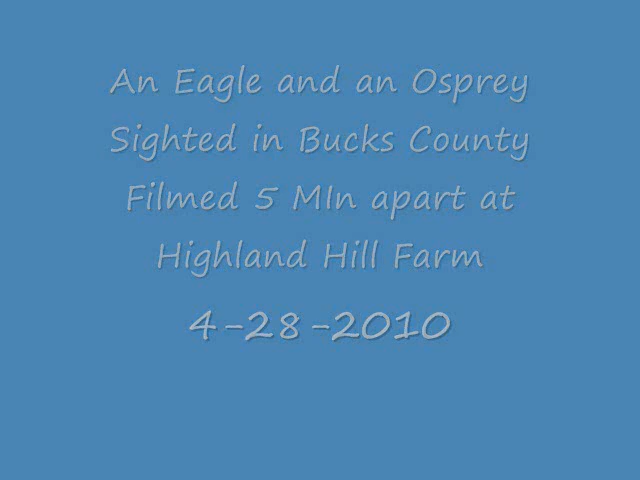 An Eagle and an Osprey
Sighted in Bucks County
Filmed 5 MIn apart at
Highland Hill Farm
4-28-2010